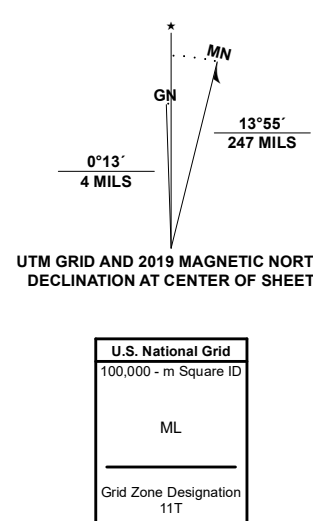 ★
MN
GN
13°55´
247 MILS
0°13´
4 MILS
UTM GRID AND 2019 MAGNETIC NORT
DECLINATION AT CENTER OF SHEET
U.S. National Grid
100,000 - m Square ID
ML
Grid Zone Designation
11T